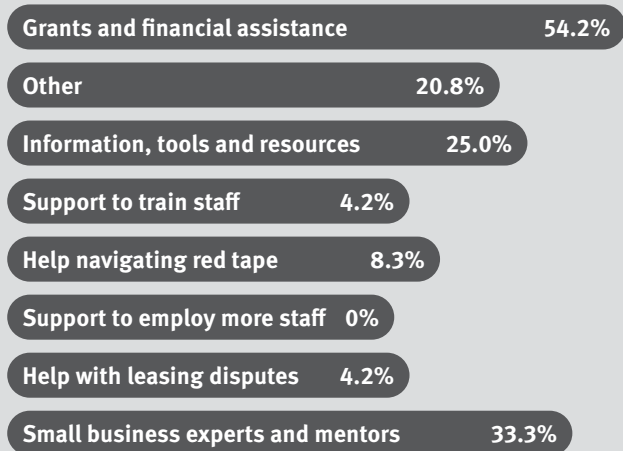 Grants and financial assistance 54.2%
Other 20.8%
Information, tools and resources 25.0%
Support to train staff 4.2%
Help navigating red tape 8.3%
Support to employ more staff 0%
Help with leasing disputes 4.2%
Small business experts and mentors 33.3%